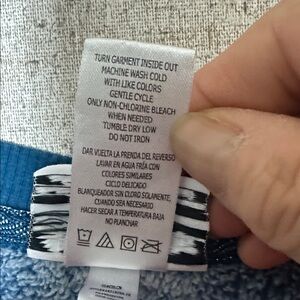 TURN GARMENT INSIDE OUT
MACHINE WASH COLD
WITH LIKE COLORS
GENTLE CYCLE
ONLY NON-CHLORINE BLEACH
WHEN NEEDED
TUMBLE DRY LOW
DO NOT IRON
DAR VUELTA LA PRENDA DEL REVERSO
LAVAR EN AGUA FRÍA CON
COLORES SIMILARES
CICLO DELICADO
BLANQUEADOR SIN CLORO SOLAMENTE,
CUANDO SEA NECESARIO
HACER SECAR A TEMPERATURA BAJA
NO PLANCHAR